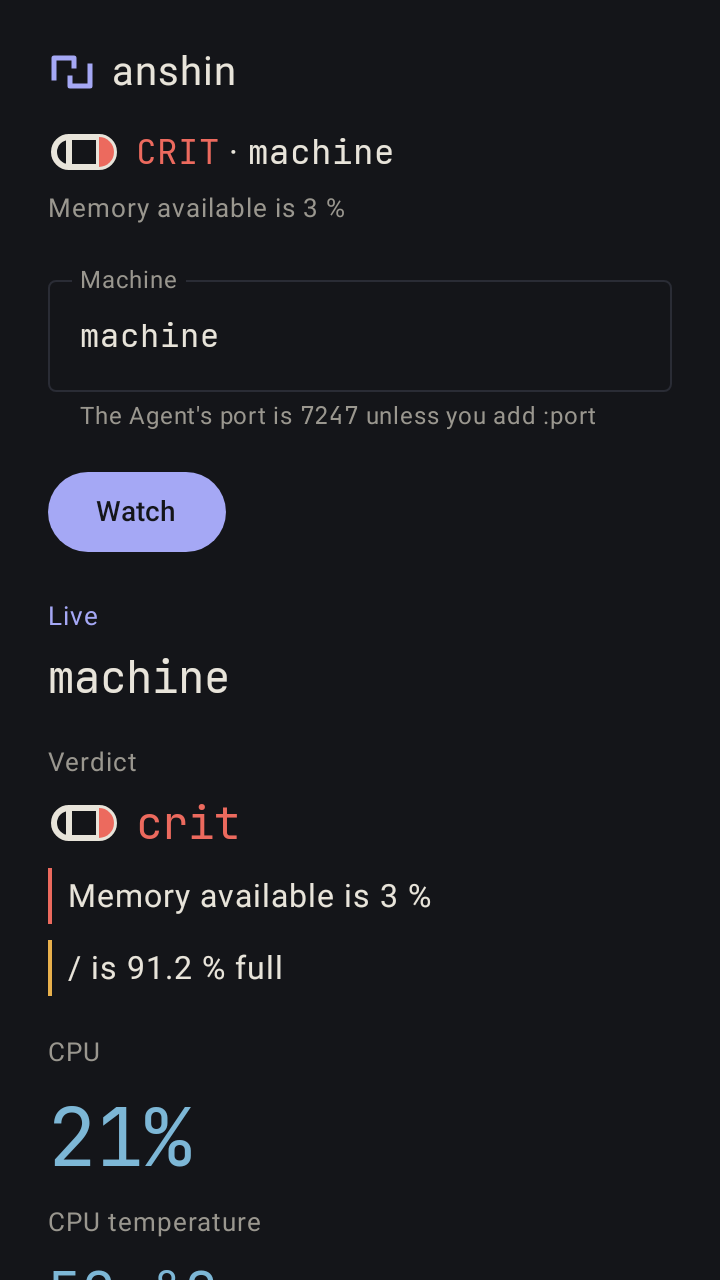 anshin
CRIT · machine
Memory available is 3 %
Machine
machine
The Agent's port is 7247 unless you add :port
Watch
Live
machine
Verdict
crit
Memory available is 3 %
/ is 91.2 % full
CPU
21%
CPU temperature